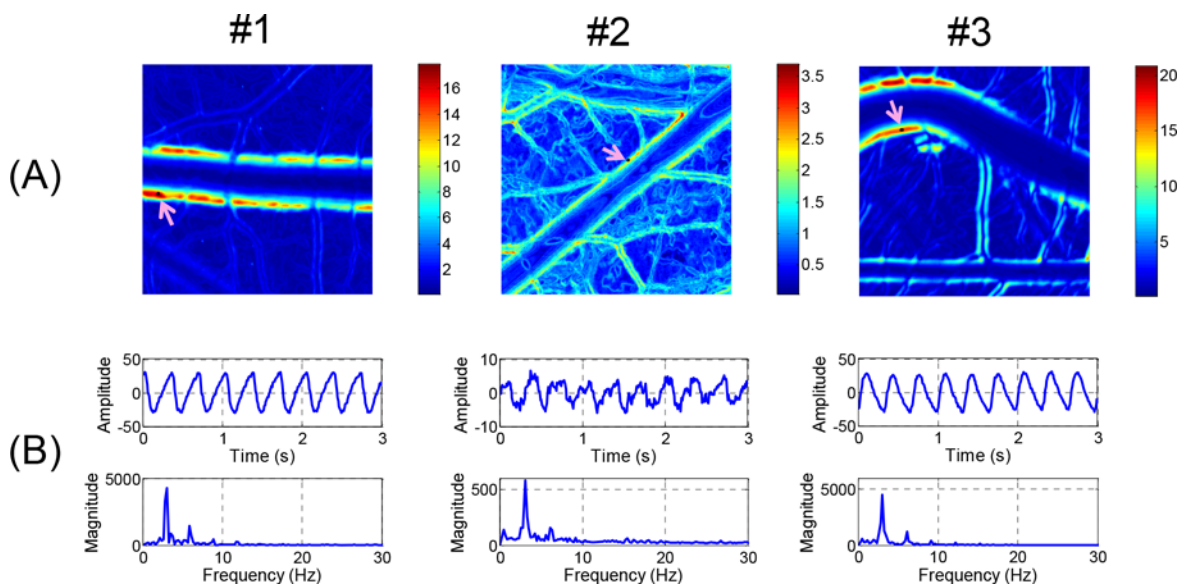 #1 #2 #3
(A)
16
14
12
10
8
6
4
2
3.5
3
2.5
2
1.5
1
0.5
20
15
10
5
(B)
Amplitude
50
0
-50
0 1 2 3
Time (s)
Amplitude
10
0
-10
0 1 2 3
Time (s)
Amplitude
50
0
-50
0 1 2 3
Time (s)
Magnitude
5000
0
0 10 20 30
Frequency (Hz)
Magnitude
500
0
0 10 20 30
Frequency (Hz)
Magnitude
5000
0
0 10 20 30
Frequency (Hz)